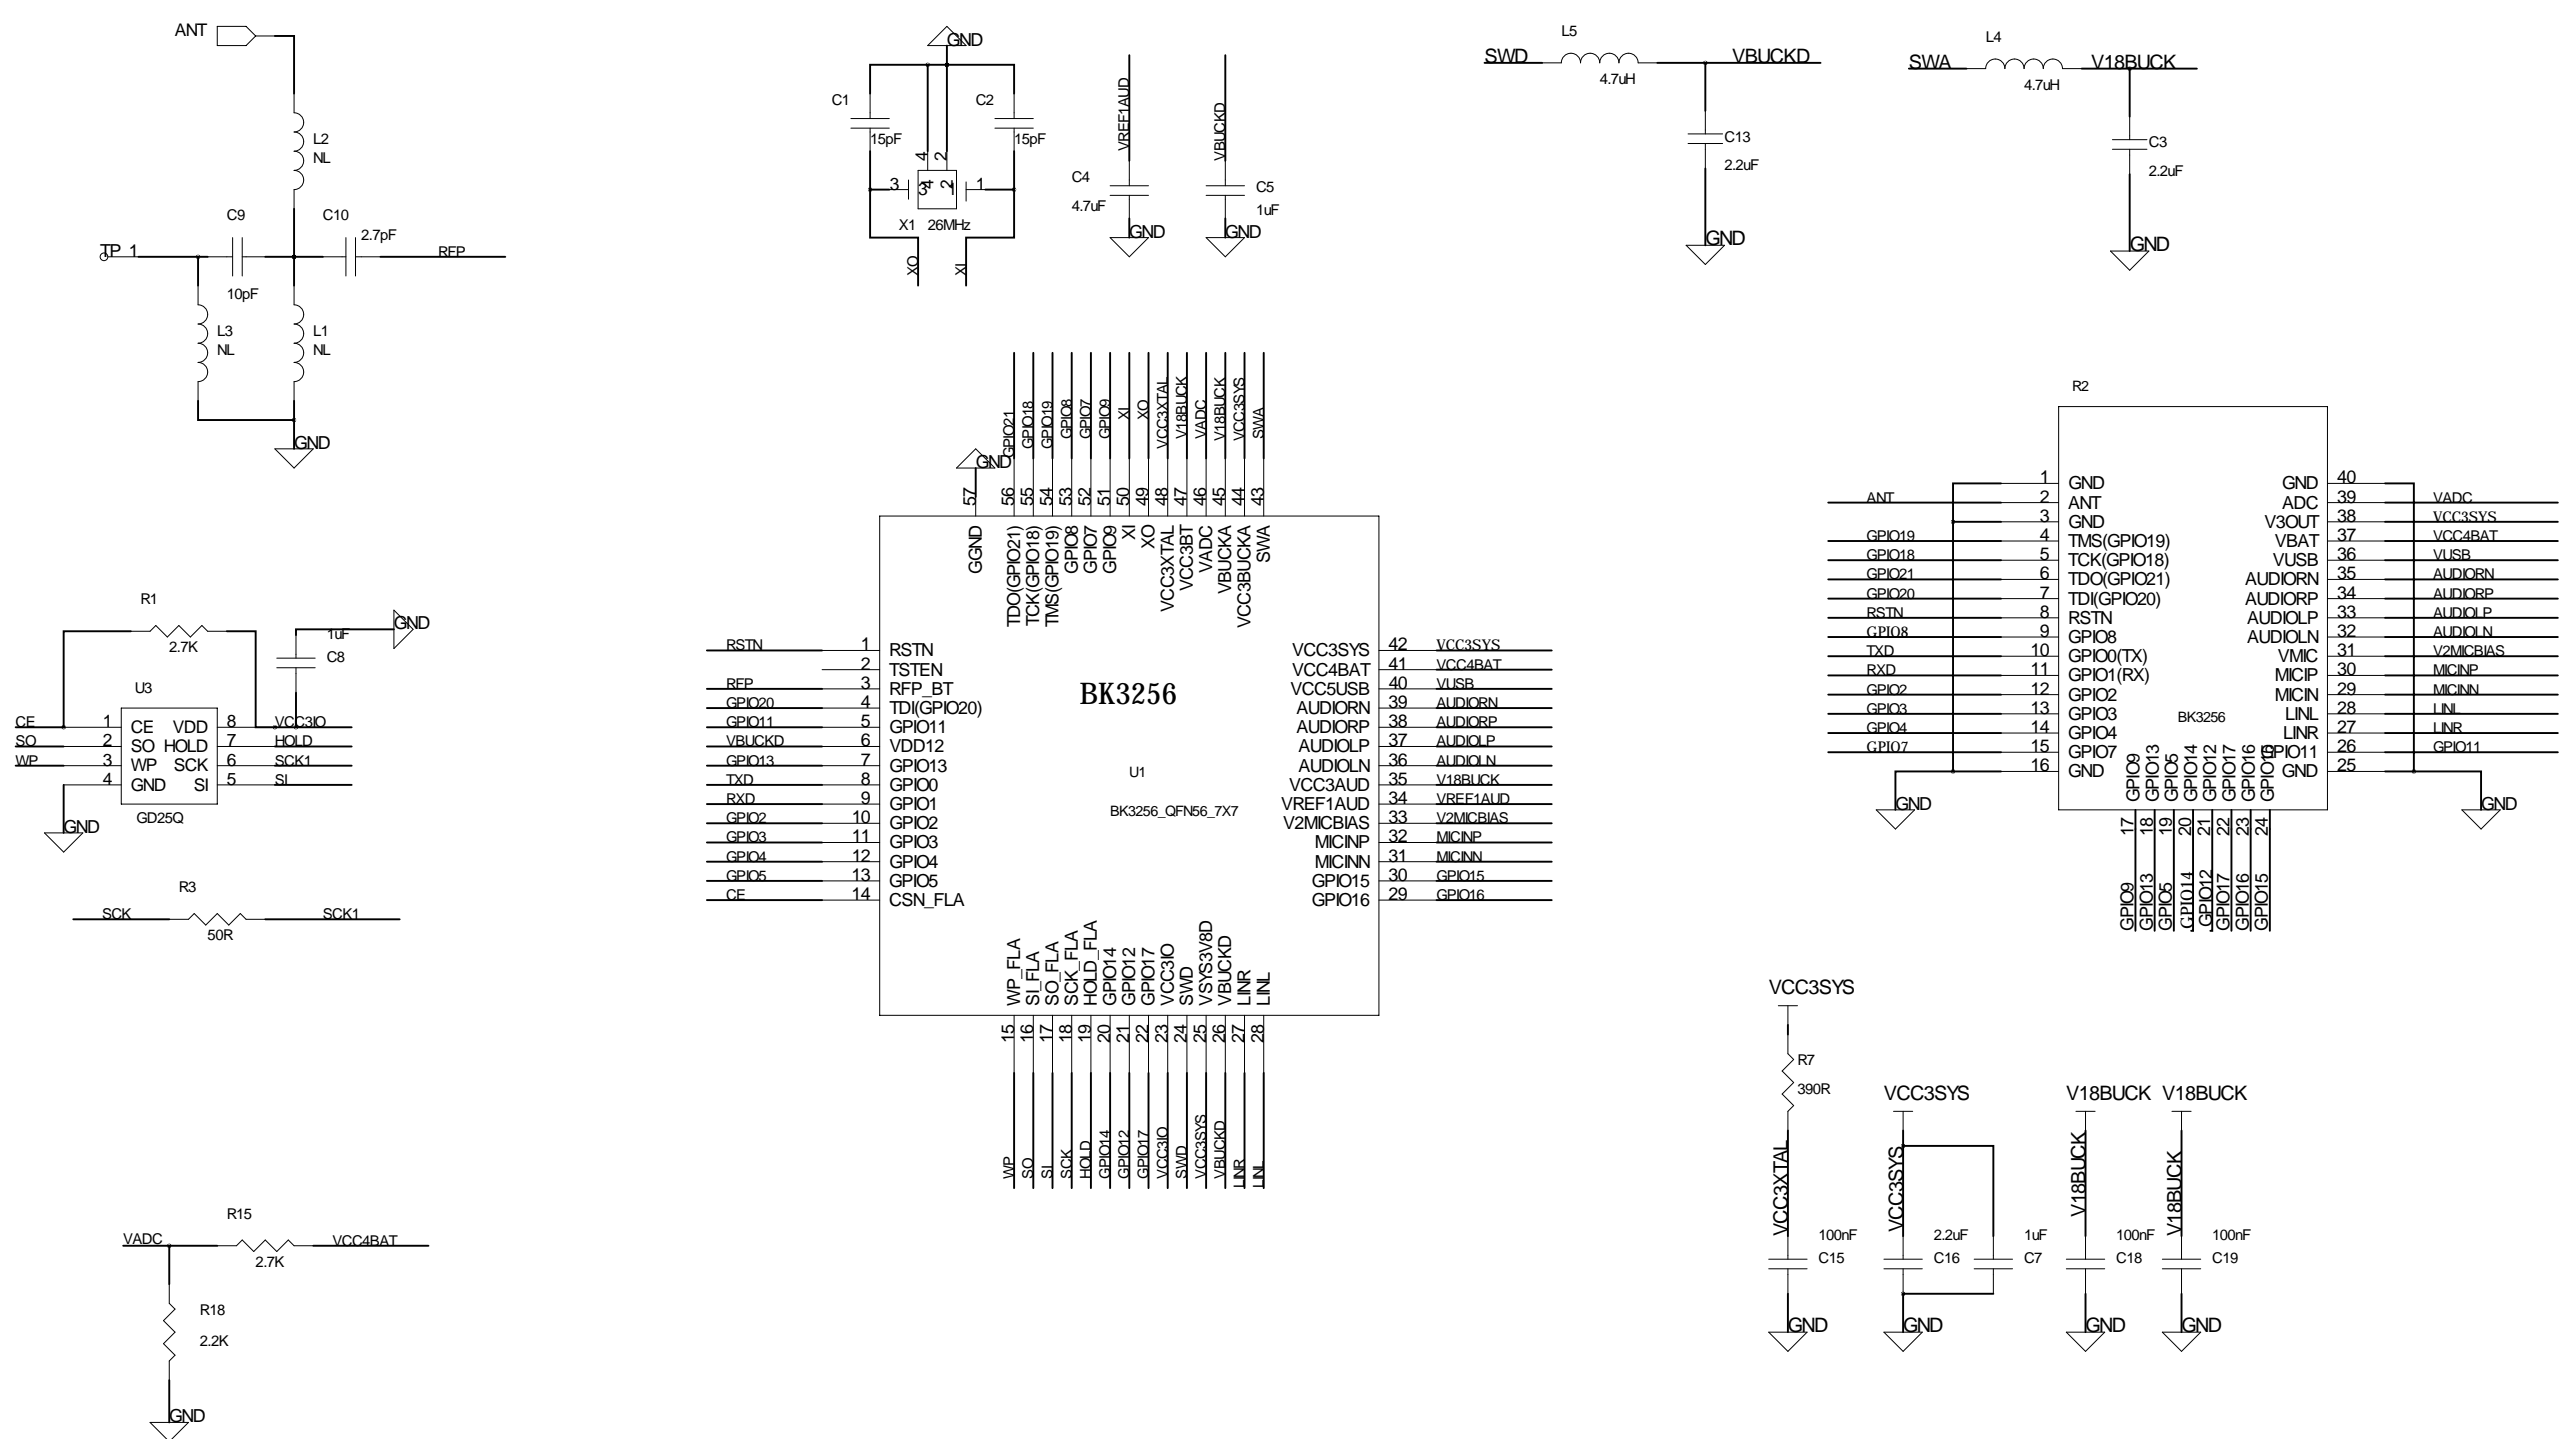 ANT
L2
NL
C9
C10
2.7pF
TP_1
RFP
10pF
L3
NL
L1
NL
GND
GND
C1
C2
15pF
15pF
4
2
3
3
4
2
1
1
X1
26MHz
XO
XI
VREF1AUD
C4
4.7uF
GND
VBUCKD
C5
1uF
GND
L5
SWD
VBUCKD
4.7uH
C13
2.2uF
GND
L4
SWA
V18BUCK
4.7uH
C3
2.2uF
GND
R1
2.7K
1uF
C8
GND
U3
CE 1 CE VDD 8 VCC3IO
SO 2 SO HOLD 7 HOLD
WP 3 WP SCK 6 SCK1
4 GND SI 5 SI
GD25Q
GND
R3
SCK
SCK1
50R
R15
VADC
VCC4BAT
2.7K
R18
2.2K
GND
GND
57 GGND
GPIO21 56 TDO(GPIO21)
GPIO18 55 TCK(GPIO18)
GPIO19 54 TMS(GPIO19)
GPIO8 53 GPIO8
GPIO7 52 GPIO7
GPIO9 51 GPIO9
XI 50 XI
XO 49 XO
VCC3XTAL 48 VCC3XTAL
V18BUCK 47 VCC3BT
VADC 46 VADC
V18BUCK 45 VBUCKA
VCC3SYS 44 VCC3BUCKA
SWA 43 SWA
RSTN 1 RSTN
2 TSTEN
RFP 3 RFP_BT
GPIO20 4 TDI(GPIO20)
GPIO11 5 GPIO11
VBUCKD 6 VDD12
GPIO13 7 GPIO13
TXD 8 GPIO0
RXD 9 GPIO1
GPIO2 10 GPIO2
GPIO3 11 GPIO3
GPIO4 12 GPIO4
GPIO5 13 GPIO5
CE 14 CSN_FLA
BK3256
U1
BK3256_QFN56_7X7
VCC3SYS 42 VCC3SYS
VCC4BAT 41 VCC4BAT
VCC5USB 40 VUSB
AUDIORN 39 AUDIORN
AUDIORP 38 AUDIORP
AUDIOLP 37 AUDIOLP
AUDIOLN 36 AUDIOLN
VCC3AUD 35 V18BUCK
VREF1AUD 34 VREF1AUD
V2MICBIAS 33 V2MICBIAS
MICINP 32 MICINP
MICINN 31 MICINN
GPIO15 30 GPIO15
GPIO16 29 GPIO16
WP_FLA 15 WP
SI_FLA 16 SO
SO_FLA 17 SI
SCK_FLA 18 SCK
HOLD_FLA 19 HOLD
GPIO14 20 GPIO14
GPIO12 21 GPIO12
GPIO17 22 GPIO17
VCC3IO 23 VCC3IO
SWD 24 SWD
VSYS3V8D 25 VCC3SYS
VBUCKD 26 VBUCKD
LINR 27 LINR
LINL 28 LINL
R2
1 GND
ANT 2 ANT
3 GND
GPIO19 4 TMS(GPIO19)
GPIO18 5 TCK(GPIO18)
GPIO21 6 TDO(GPIO21)
GPIO20 7 TDI(GPIO20)
RSTN 8 RSTN
GPIO8 9 GPIO8
TXD 10 GPIO0(TX)
RXD 11 GPIO1(RX)
GPIO2 12 GPIO2
GPIO3 13 GPIO3
GPIO4 14 GPIO4
GPIO7 15 GPIO7
16 GND
GND
BK3256
GND 40
ADC 39 VADC
V3OUT 38 VCC3SYS
VBAT 37 VCC4BAT
VUSB 36 VUSB
AUDIORN 35 AUDIORN
AUDIORP 34 AUDIORP
AUDIOLP 33 AUDIOLP
AUDIOLN 32 AUDIOLN
VMIC 31 V2MICBIAS
MICIP 30 MICINP
MICIN 29 MICINN
LINL 28 LINL
LINR 27 LINR
GPIO11 26 GPIO11
GND 25
GND
GPIO9 17 GPIO9
GPIO13 18 GPIO13
GPIO5 19 GPIO5
GPIO14 20 GPIO14
GPIO12 21 GPIO12
GPIO17 22 GPIO17
GPIO16 23 GPIO16
GPIO15 24 GPIO15
VCC3SYS
R7
390R
VCC3XTAL
100nF
C15
GND
VCC3SYS
VCC3SYS
2.2uF
C16
1uF
C7
GND
V18BUCK
V18BUCK
100nF
C18
GND
V18BUCK
V18BUCK
100nF
C19
GND